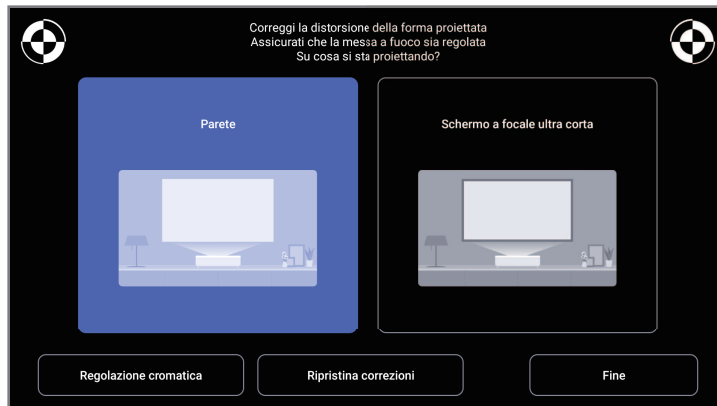 Correggi la distorsione della forma proiettata
Assicurati che la messa a fuoco sia regolata
Su cosa si sta proiettando?
Parete
Schermo a focale ultra corta
Regolazione cromatica
Ripristina correzioni
Fine